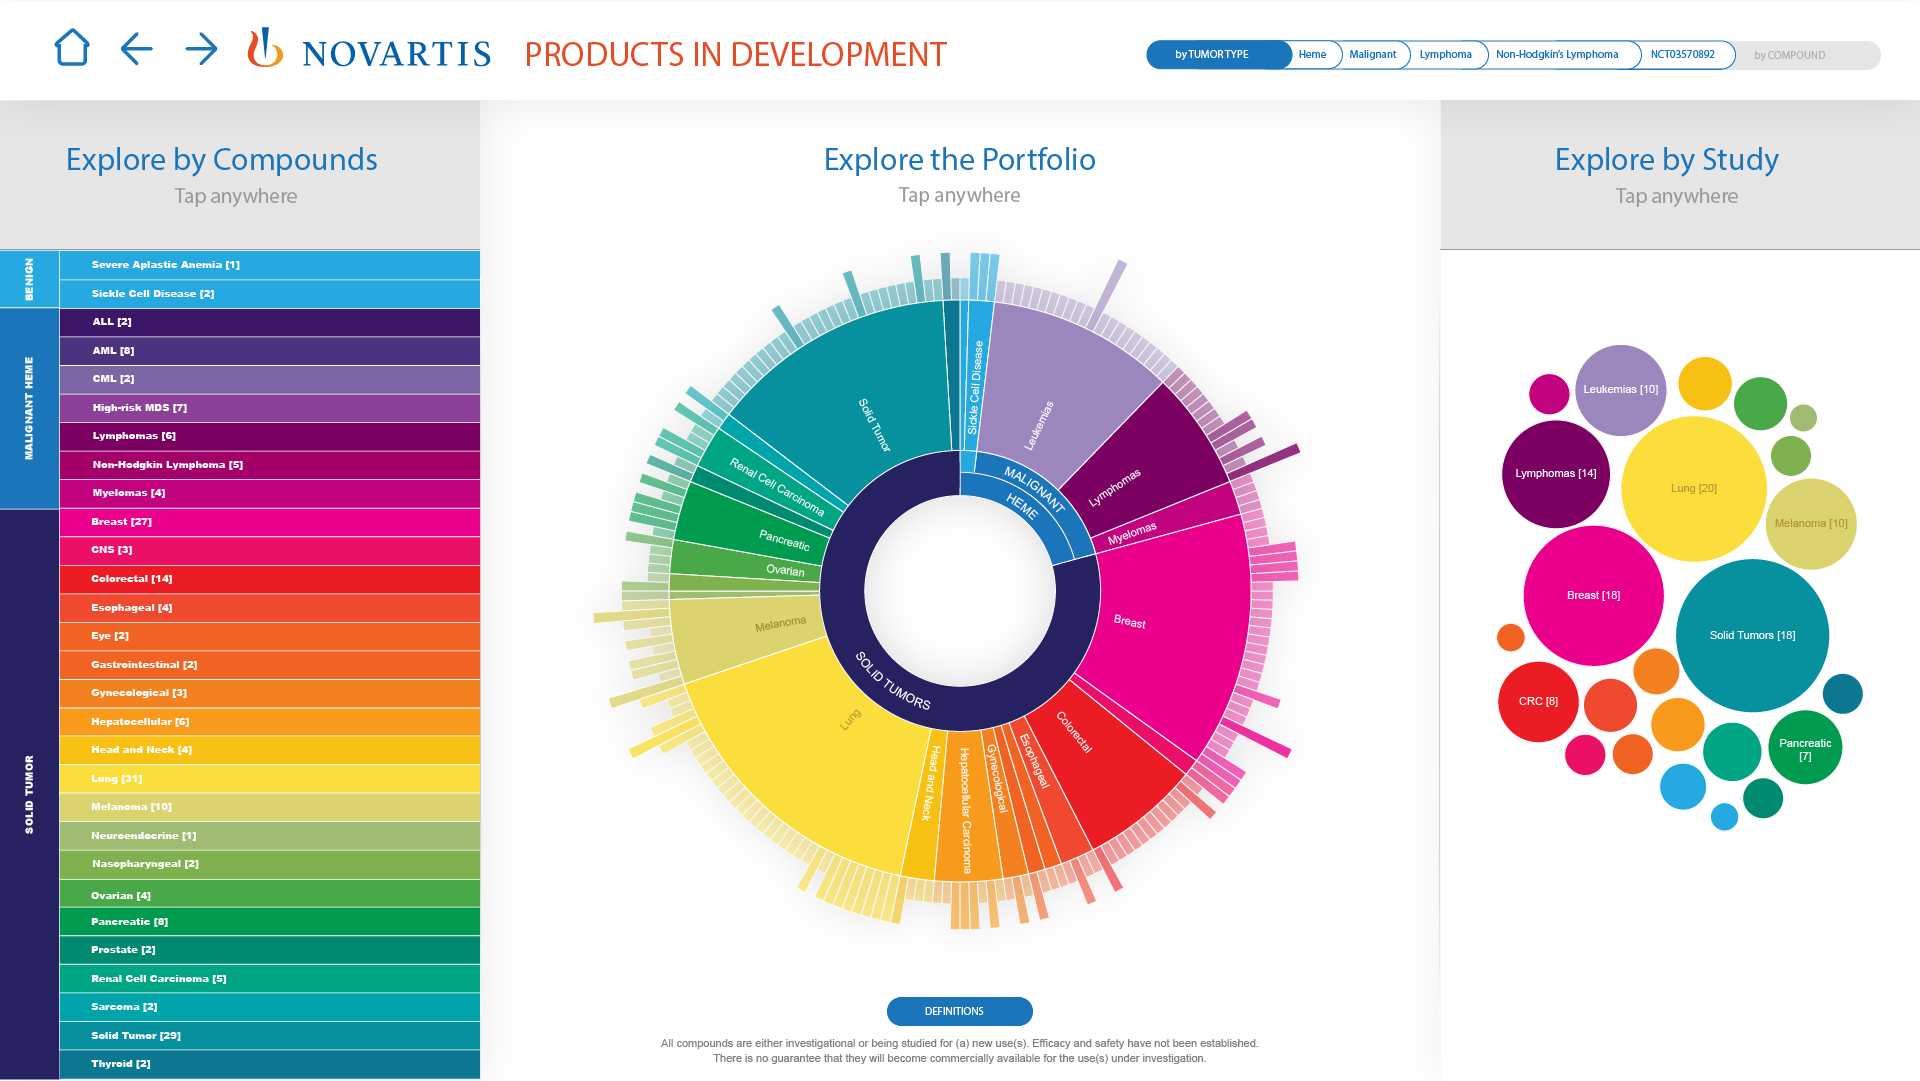 NOVARTIS
PRODUCTS IN DEVELOPMENT
by TUMOR TYPE
Heme
Malignant
Lymphoma
Non-Hodgkin's Lymphoma
NCT03570892
by COMPOUND
Explore by Compounds
Tap anywhere
BENIGN
Severe Aplastic Anemia [1]
Sickle Cell Disease [2]
MALIGNANT HEME
ALL [2]
AML [8]
CML [2]
High-risk MDS [7]
Lymphomas [6]
Non-Hodgkin Lymphoma [5]
Myelomas [4]
SOLID TUMOR
Breast [27]
CNS [3]
Colorectal [14]
Esophageal [4]
Eye [2]
Gastrointestinal [2]
Gynecological [3]
Hepatocellular [6]
Head and Neck [4]
Lung [31]
Melanoma [10]
Neuroendocrine [1]
Nasopharyngeal [2]
Ovarian [4]
Pancreatic [8]
Prostate [2]
Renal Cell Carcinoma [5]
Sarcoma [2]
Solid Tumor [29]
Thyroid [2]
Explore the Portfolio
Tap anywhere
Sickle Cell Disease
Leukemias
Lymphomas
Myelomas
Breast
Colorectal
Esophageal
Gynecological
Hepatocellular Carcinoma
Head and Neck
Lung
Melanoma
Ovarian
Pancreatic
Renal Cell Carcinoma
Solid Tumor
MALIGNANT
HEME
SOLID TUMORS
DEFINITIONS
All compounds are either investigational or being studied for (a) new use(s). Efficacy and safety have not been established.
There is no guarantee that they will become commercially available for the use(s) under investigation.
Explore by Study
Tap anywhere
Leukemias [10]
Lymphomas [14]
Lung [20]
Melanoma [10]
Breast [18]
Solid Tumors [18]
CRC [8]
Pancreatic
[7]